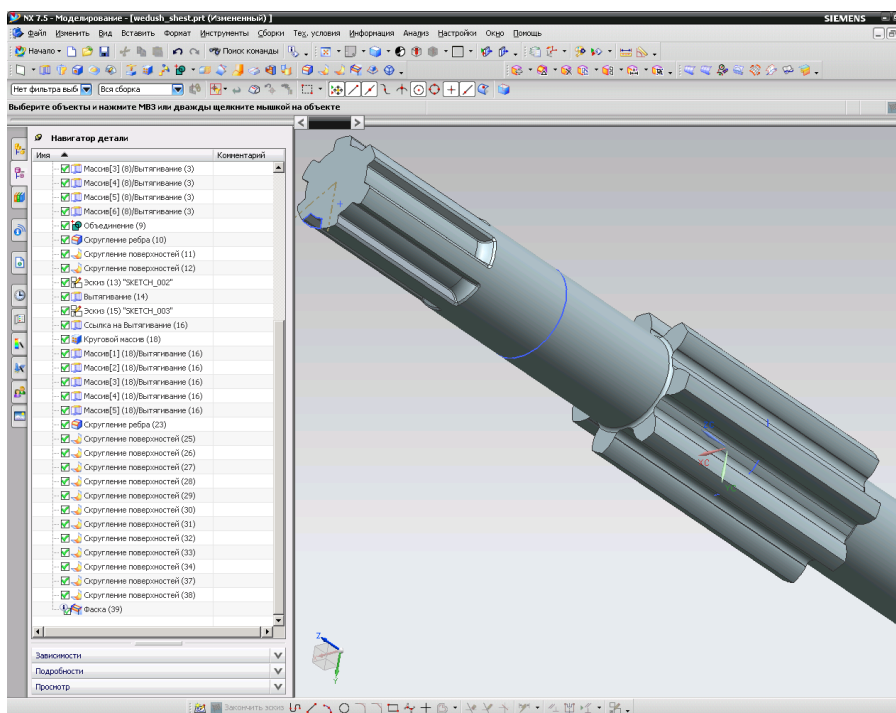 NX 7.5 - Моделирование - [wedush_shest.prt (Измененный) ]
SIEMENS
Файл Изменить Вид Вставить Формат Инструменты Сборки Тех. условия Информация Анализ Настройки Окно Помощь
Начало Поиск команды
Нет фильтра выб Вся сборка
Выберите объекты и нажмите МВ3 или дважды щелкните мышкой на объекте
Навигатор детали
Имя Комментарий
Массив[3] (8)/Вытягивание (3)
Массив[4] (8)/Вытягивание (3)
Массив[5] (8)/Вытягивание (3)
Массив[6] (8)/Вытягивание (3)
Объединение (9)
Скругление ребра (10)
Скругление поверхностей (11)
Скругление поверхностей (12)
Эскиз (13) "SKETCH_002"
Вытягивание (14)
Эскиз (15) "SKETCH_003"
Ссылка на Вытягивание (16)
Круговой массив (18)
Массив[1] (18)/Вытягивание (16)
Массив[2] (18)/Вытягивание (16)
Массив[3] (18)/Вытягивание (16)
Массив[4] (18)/Вытягивание (16)
Массив[5] (18)/Вытягивание (16)
Скругление ребра (23)
Скругление поверхностей (25)
Скругление поверхностей (26)
Скругление поверхностей (27)
Скругление поверхностей (28)
Скругление поверхностей (29)
Скругление поверхностей (30)
Скругление поверхностей (31)
Скругление поверхностей (32)
Скругление поверхностей (33)
Скругление поверхностей (34)
Скругление поверхностей (37)
Скругление поверхностей (38)
Фаска (39)
XC
Z
Y
Зависимости
Подробности
Просмотр
Закончить эскиз